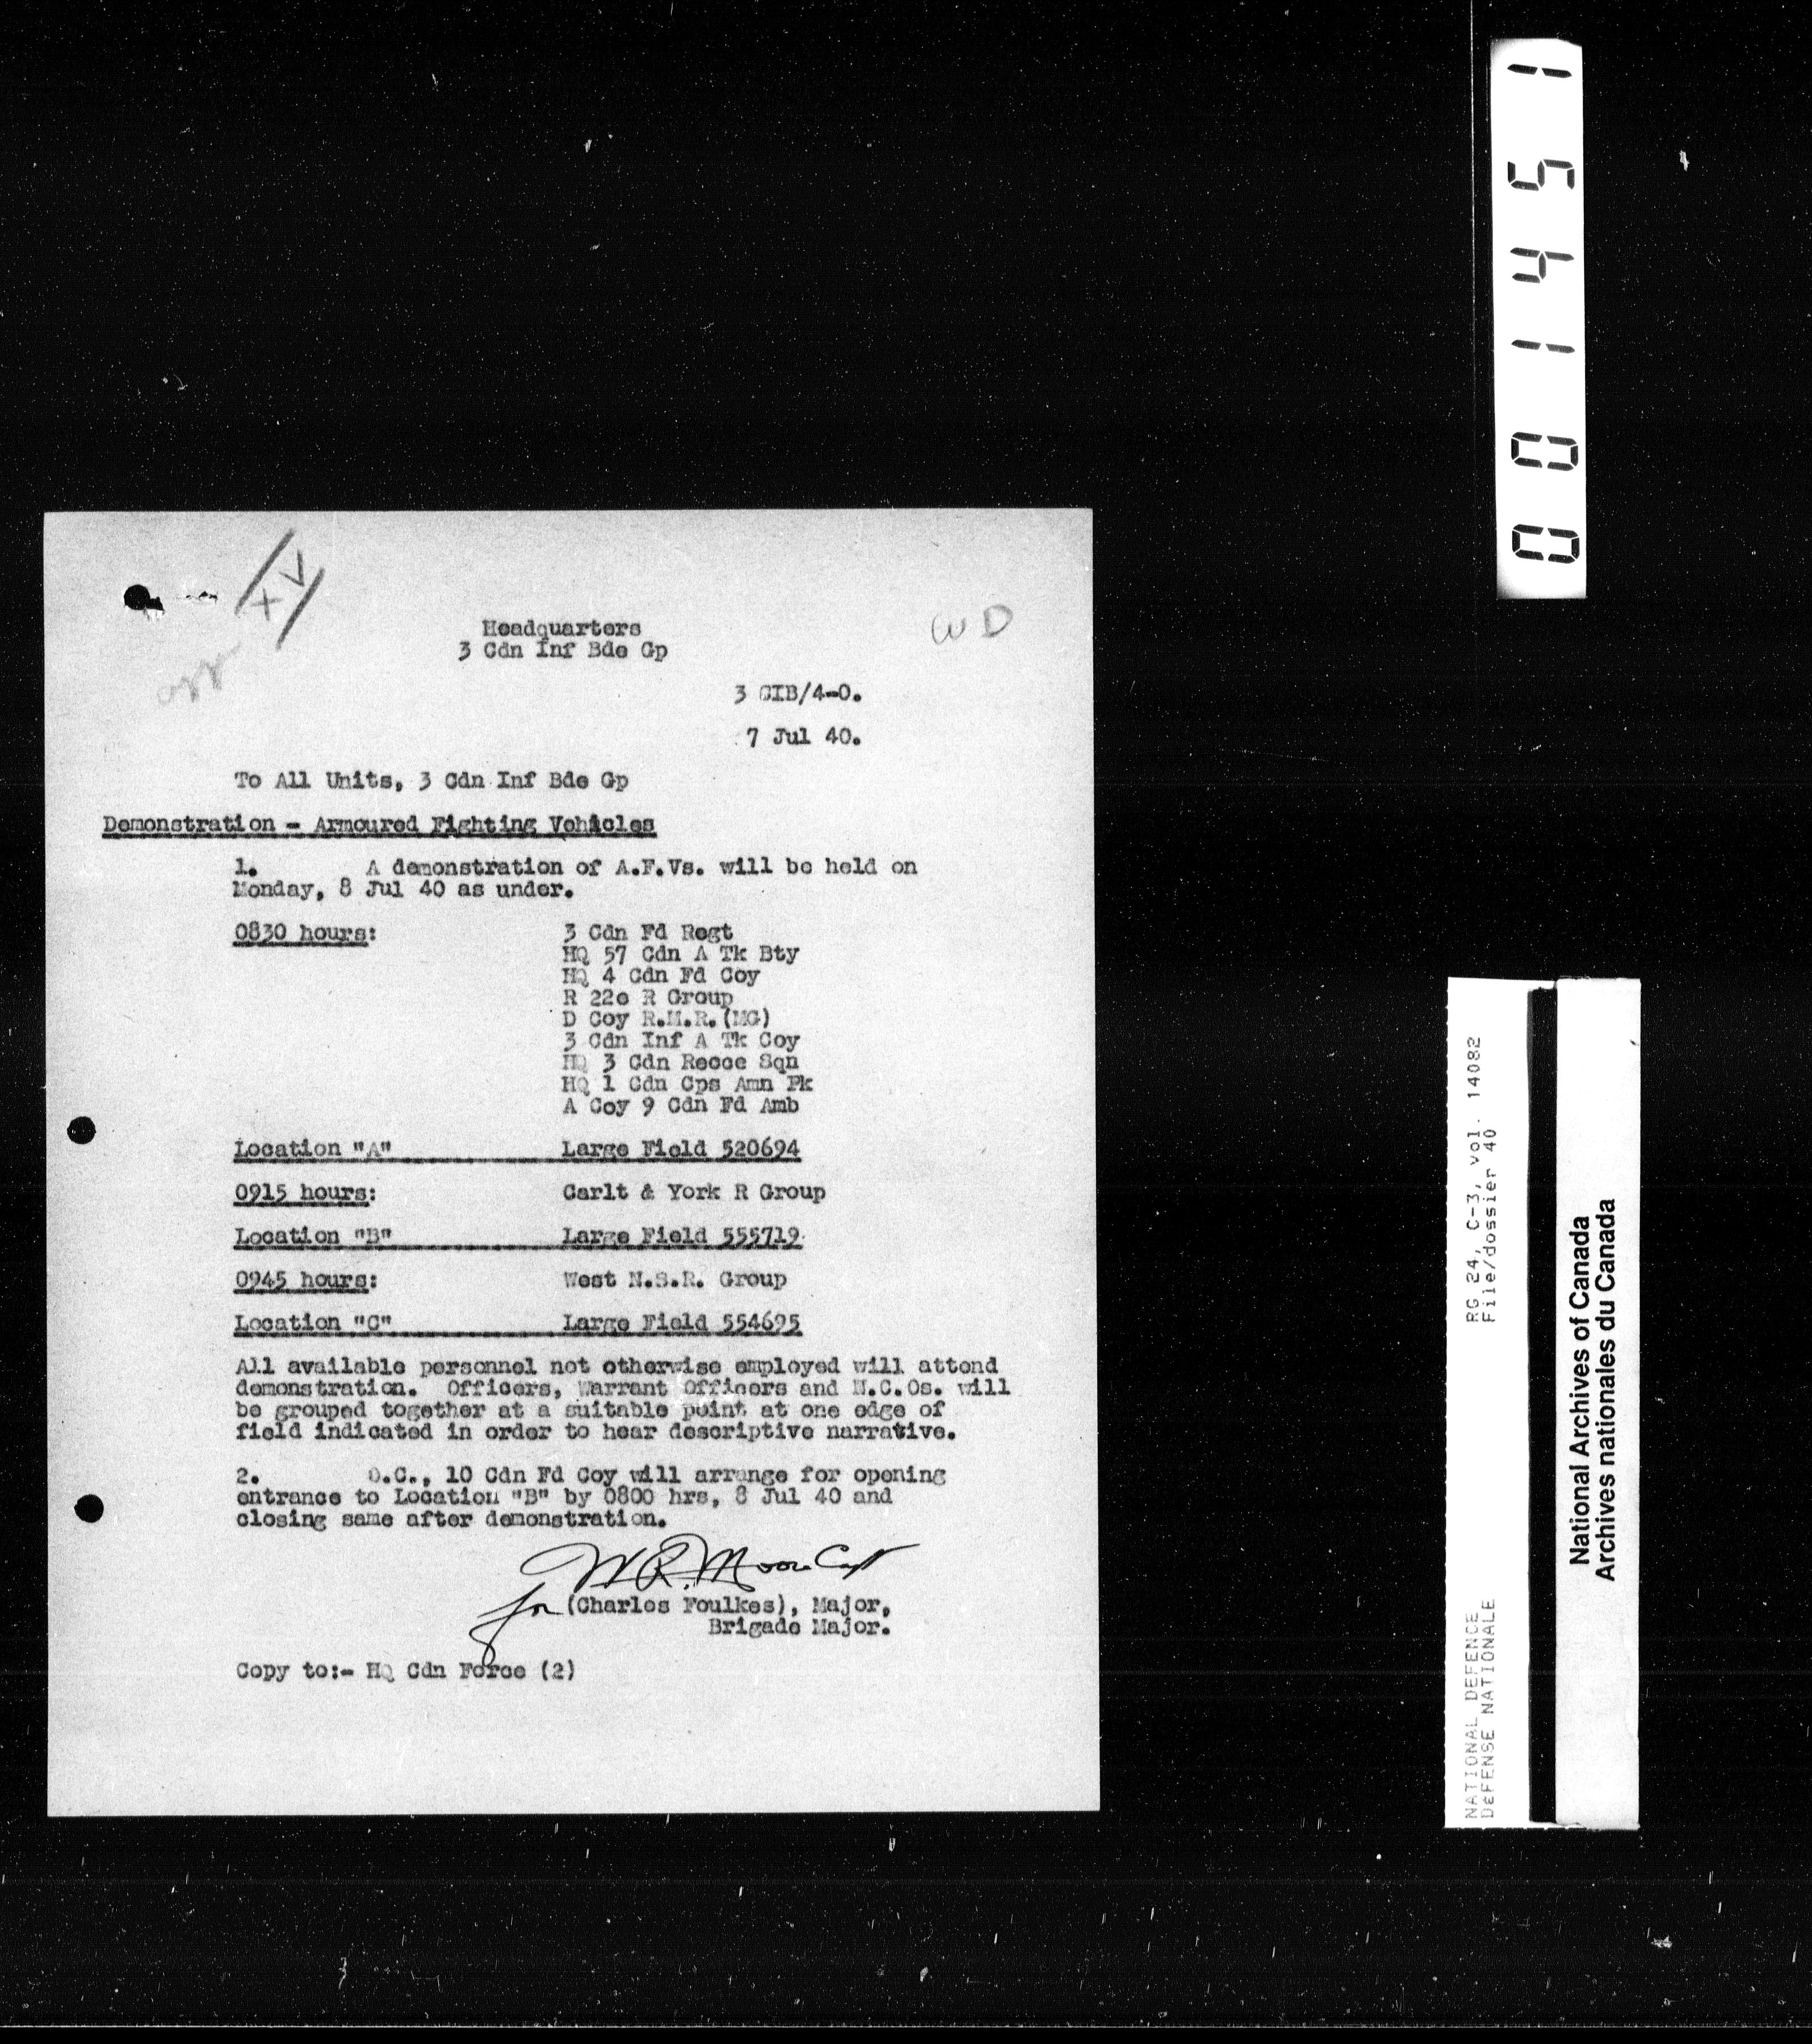 XV
WD
Headquarters
3 Cdn Inf Bde Gp
3 CIB/4-0.
7 Jul 40.
To All Units, 3 Cdn Inf Bde Gp
Demonstration - Armoured Fighting Vehicles
1. A demonstration of A.F.Vs. will be held on
Monday, 8 Jul 40 as under.
0830 hours: 3 Cdn Fd Regt
HQ 57 Cdn A Tk Bty
HQ 4 Cdn Fd Coy
R 22e R Group
D Coy R.M.R.(MG)
3 Cdn Inf A Tk Coy
HQ 3 Cdn Recce Sqn
HQ 1 Cdn Cps Amn Pk
A Coy 9 Cdn Fd Amb
Location "A" Large Field 520694
0915 hours: Carlt & York R Group
Location "B" Large Field 555719
0945 hours: West N.S.R. Group
Location "C" Large Field 554695
All available personnel not otherwise employed will attend
demonstration. Officers, Warrant Officers and N.C.Os. will
be grouped together at a suitable point at one edge of
field indicated in order to hear descriptive narrative.
2. O.C., 10 Cdn Fd Coy will arrange for opening
entrance to Location "B" by 0800 hrs, 8 Jul 40 and
closing same after demonstration.
W.R. Moore Capt
for (Charles Foulkes), Major,
Brigade Major.
Copy to:- HQ Cdn Force (2)
001451
NATIONAL DEFENCE RG 24, C-3, vol. 14082
DÉFENSE NATIONALE File/dossier 40
National Archives of Canada
Archives nationales du Canada